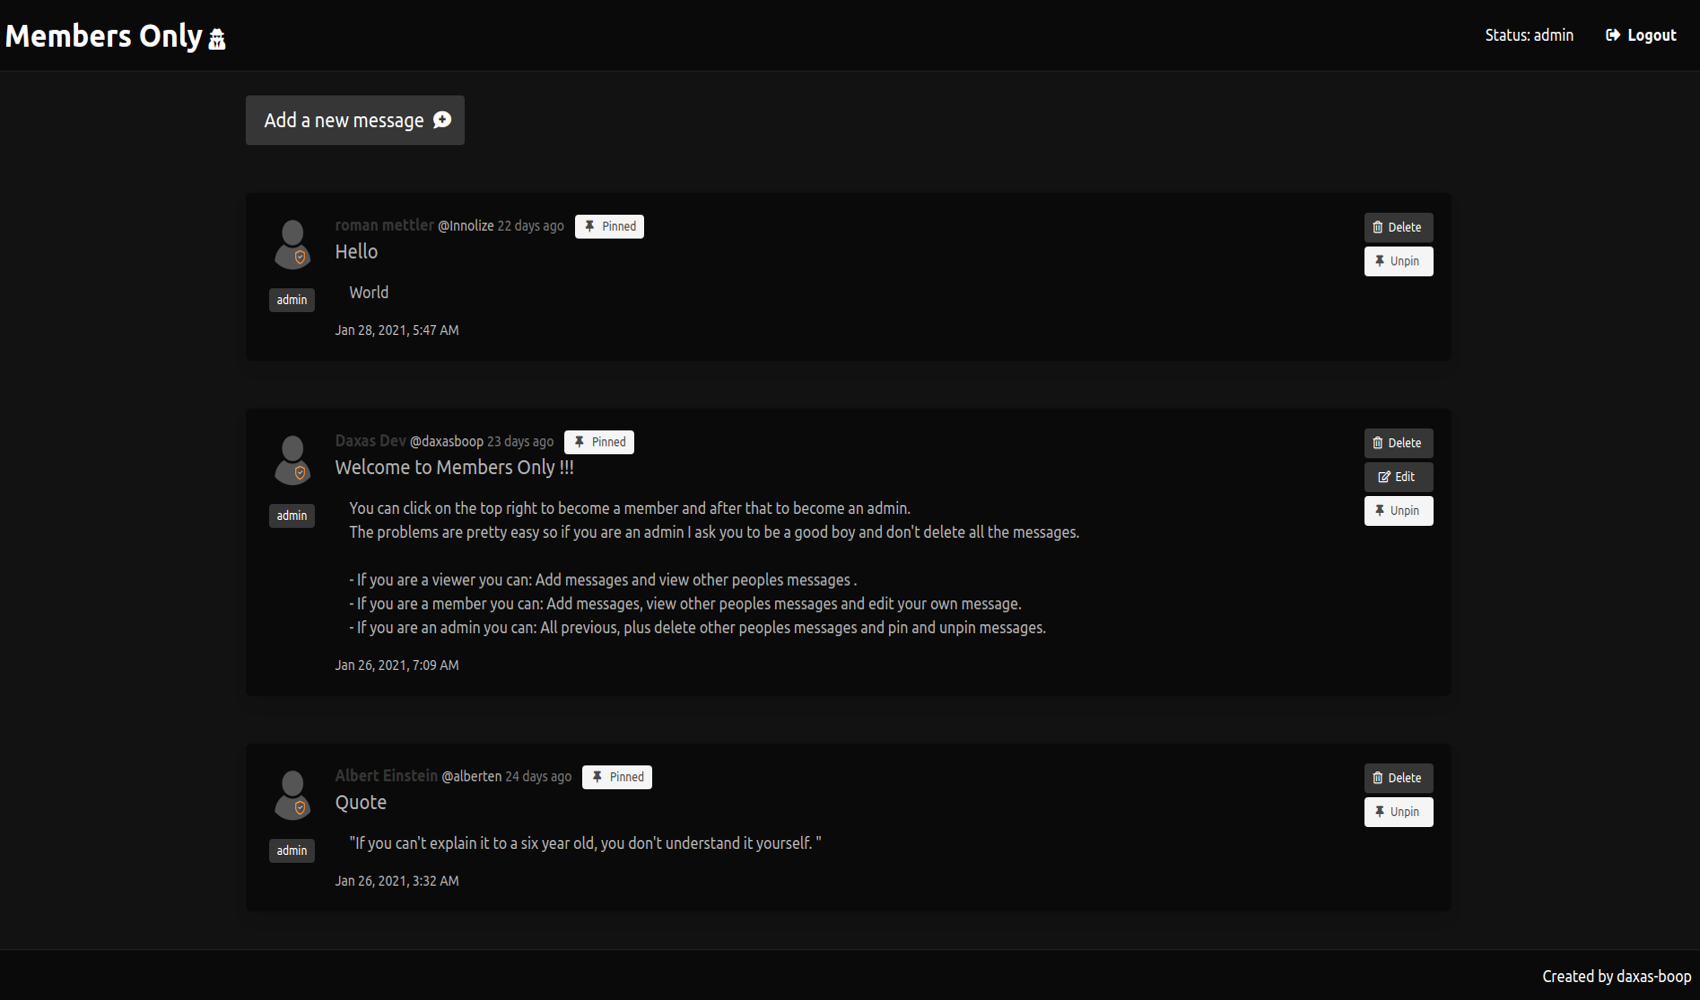 Members Only
Status: admin
Logout
Add a new message
roman mettler @Innolize 22 days ago Pinned
Delete
Hello
Unpin
World
admin
Jan 28, 2021, 5:47 AM
Daxas Dev @daxasboop 23 days ago Pinned
Delete
Welcome to Members Only !!!
Edit
You can click on the top right to become a member and after that to become an admin.
Unpin
admin
The problems are pretty easy so if you are an admin I ask you to be a good boy and don't delete all the messages.
- If you are a viewer you can: Add messages and view other peoples messages .
- If you are a member you can: Add messages, view other peoples messages and edit your own message.
- If you are an admin you can: All previous, plus delete other peoples messages and pin and unpin messages.
Jan 26, 2021, 7:09 AM
Albert Einstein @alberten 24 days ago Pinned
Delete
Quote
Unpin
"If you can't explain it to a six year old, you don't understand it yourself. "
admin
Jan 26, 2021, 3:32 AM
Created by daxas-boop